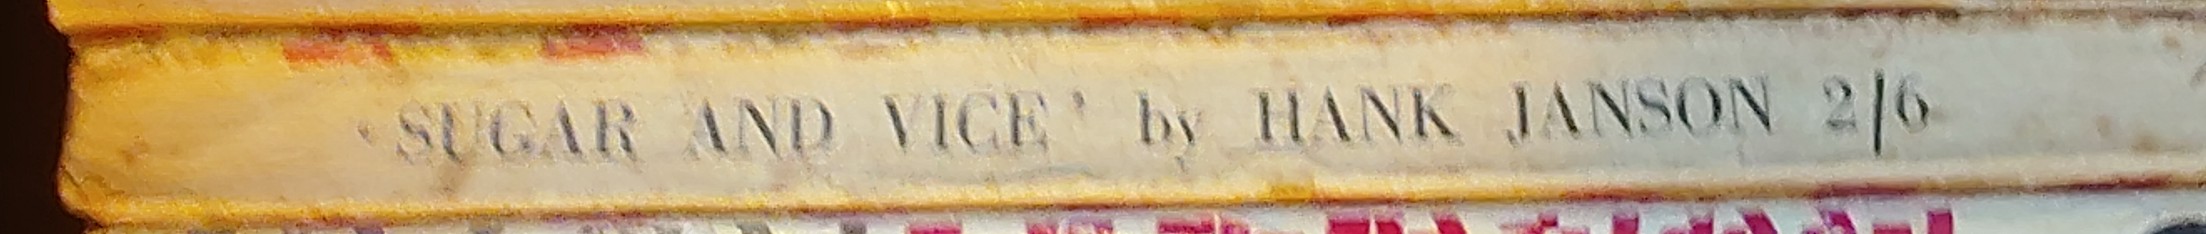 ‘SUGAR AND VICE’ by HANK JANSON 2/6